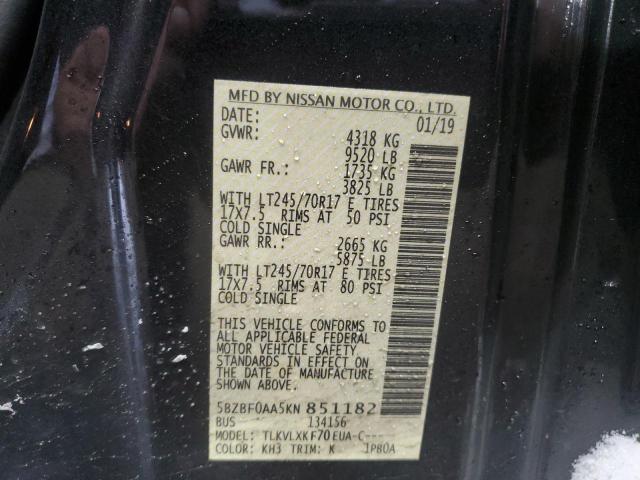 MFD BY NISSAN MOTOR CO., LTD.
DATE: 01/19
GVWR: 4318 KG
9520 LB
GAWR FR.: 1735 KG
3825 LB
WITH LT245/70R17 E TIRES
17X7.5 RIMS AT 50 PSI
COLD SINGLE
GAWR RR.: 2665 KG
5875 LB
WITH LT245/70R17 E TIRES
17X7.5 RIMS AT 80 PSI
COLD SINGLE
THIS VEHICLE CONFORMS TO
ALL APPLICABLE FEDERAL
MOTOR VEHICLE SAFETY
STANDARDS IN EFFECT ON
THE DATE OF MANUFACTURE
SHOWN ABOVE.
5BZBF0AA5KN 851182
BUS 134156
MODEL: TLKVLXKF70EUA-C---
COLOR: KH3 TRIM: K 1P80A